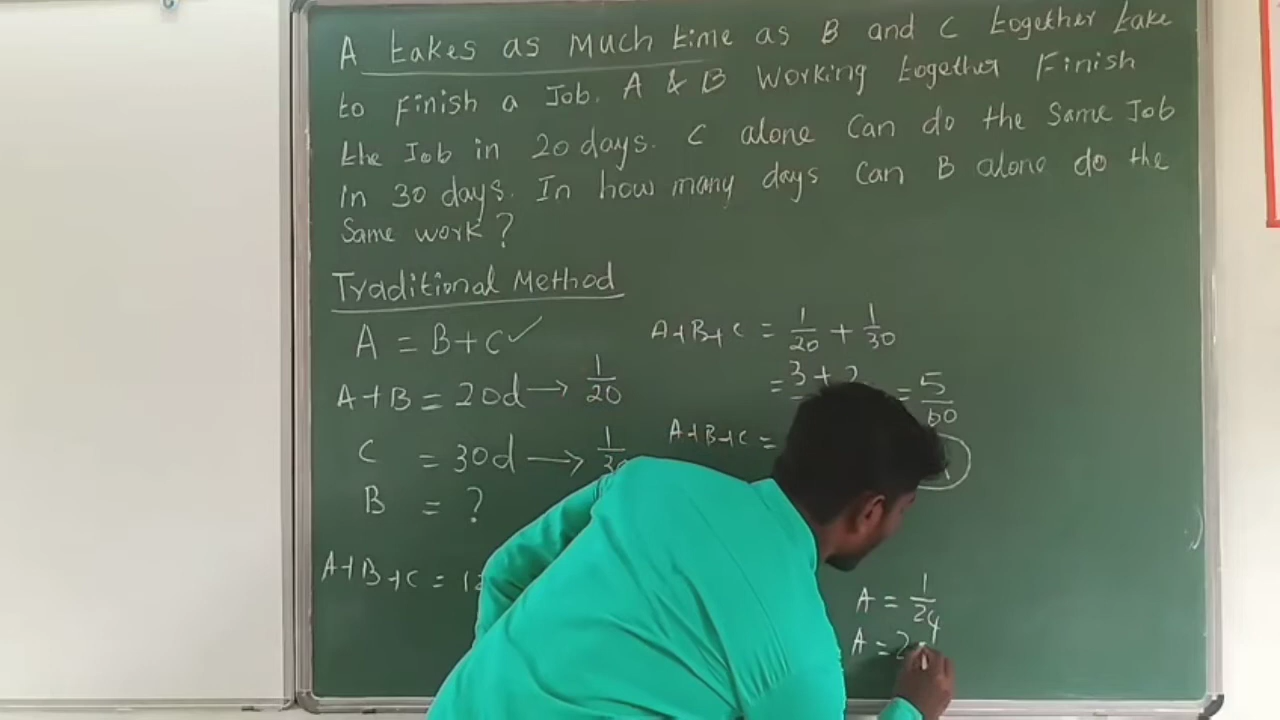 A takes as Much time as B and C together take
to Finish a Job. A & B Working together Finish
the Job in 20 days. C alone Can do the Same Job
in 30 days. In how many days Can B alone do the
Same work?
Traditional Method
A = B+C✓
A+B = 20d → 1/20
C = 30d → 1/30
B = ?
A+B+C =
A+B+C = 1/20 + 1/30
= 3+2 = 5/60
A+B+C =
A = 1/24
A = 2